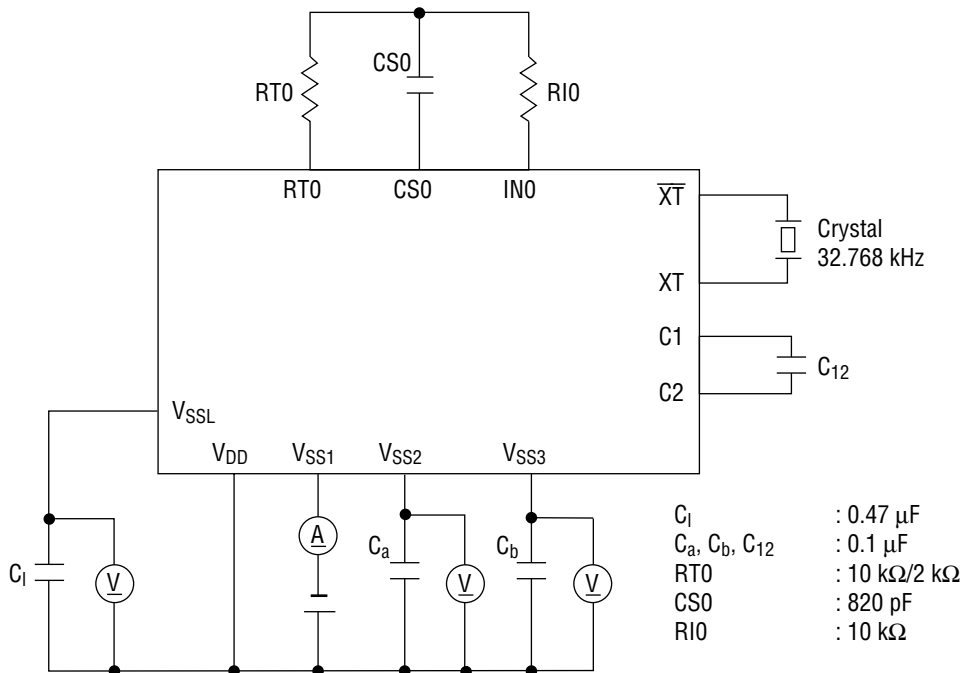 CS0
RT0
RI0
RT0 CS0 IN0
XT
Crystal
32.768 kHz
XT
C1
C12
C2
VSSL
VDD VSS1 VSS2 VSS3
A
Ca
Cb
Cl
V
V
V
Cl : 0.47 μF
Ca, Cb, C12 : 0.1 μF
RT0 : 10 kΩ/2 kΩ
CS0 : 820 pF
RI0 : 10 kΩ